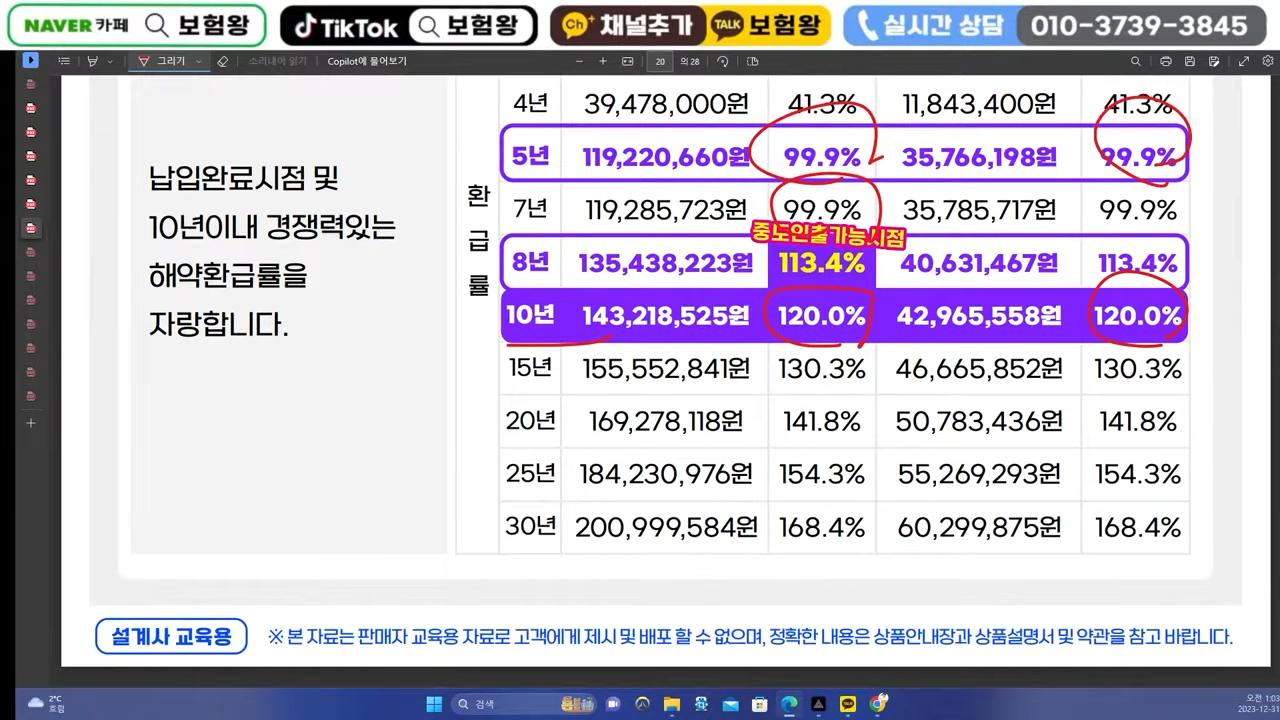 NAVER 카페 보험왕 TikTok 보험왕 Ch+ 채널추가 TALK 보험왕 실시간 상담 010-3739-3845
그리기 소리내어 읽기 Copilot에 물어보기 20 의 28
납입완료시점 및
10년이내 경쟁력있는
해약환급률을
자랑합니다.
환급률
4년 39,478,000원 41.3% 11,843,400원 41.3%
5년 119,220,660원 99.9% 35,766,198원 99.9%
7년 119,285,723원 99.9% 35,785,717원 99.9%
중도인출가능시점
8년 135,438,223원 113.4% 40,631,467원 113.4%
10년 143,218,525원 120.0% 42,965,558원 120.0%
15년 155,552,841원 130.3% 46,665,852원 130.3%
20년 169,278,118원 141.8% 50,783,436원 141.8%
25년 184,230,976원 154.3% 55,269,293원 154.3%
30년 200,999,584원 168.4% 60,299,875원 168.4%
설계사 교육용 ※ 본 자료는 판매자 교육용 자료로 고객에게 제시 및 배포 할 수 없으며, 정확한 내용은 상품안내장과 상품설명서 및 약관을 참고 바랍니다.
2°C
흐림
검색
TALK
오전 1:03
2023-12-31